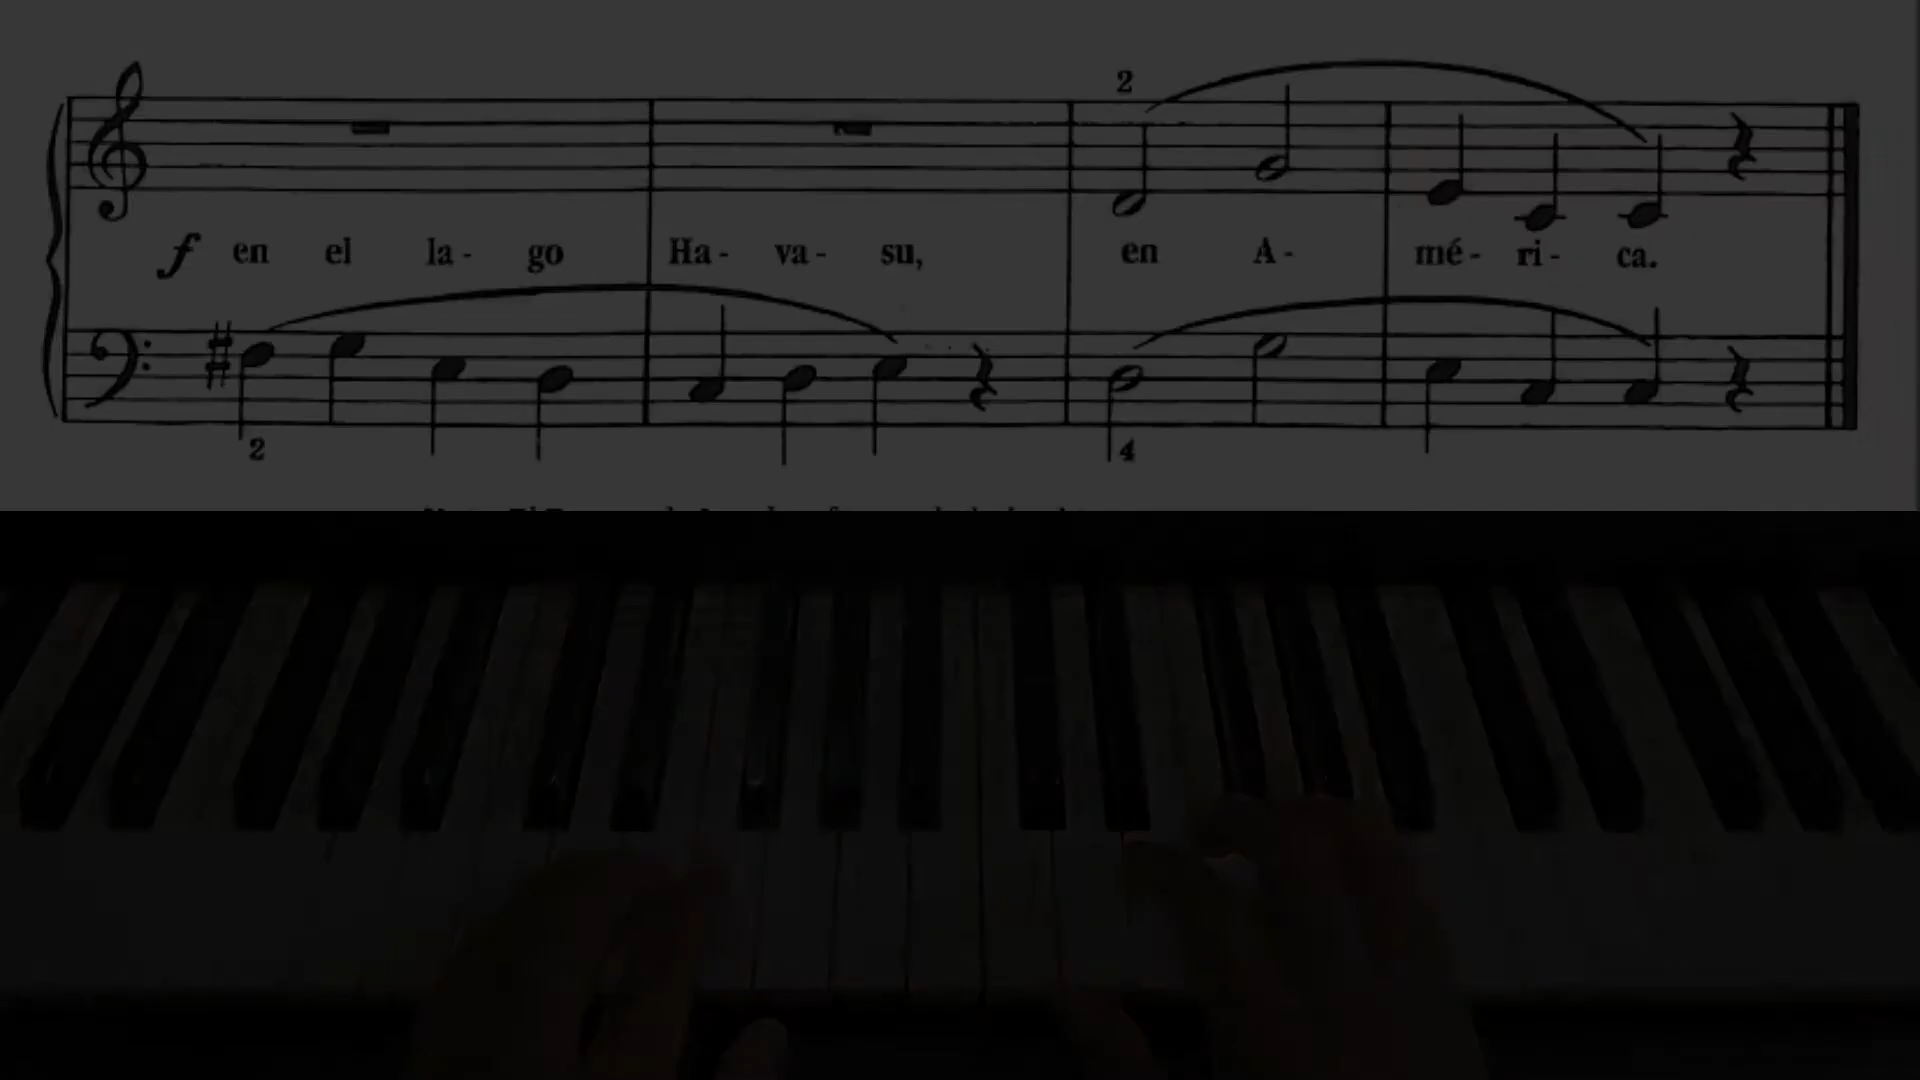 2
f en el la - go Ha - va - su, en A - mé - ri - ca.
2 4